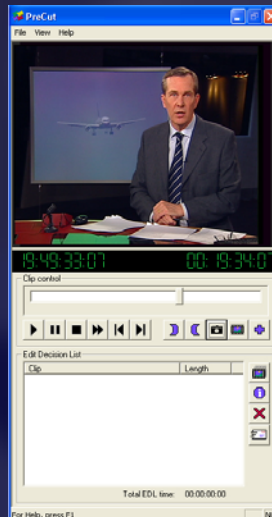 PreCut
File View Help
19:49:33:07 00:19:34:07
Clip control
Edit Decision List
Clip Length
Total EDL time: 00:00:00:00
For Help, press F1